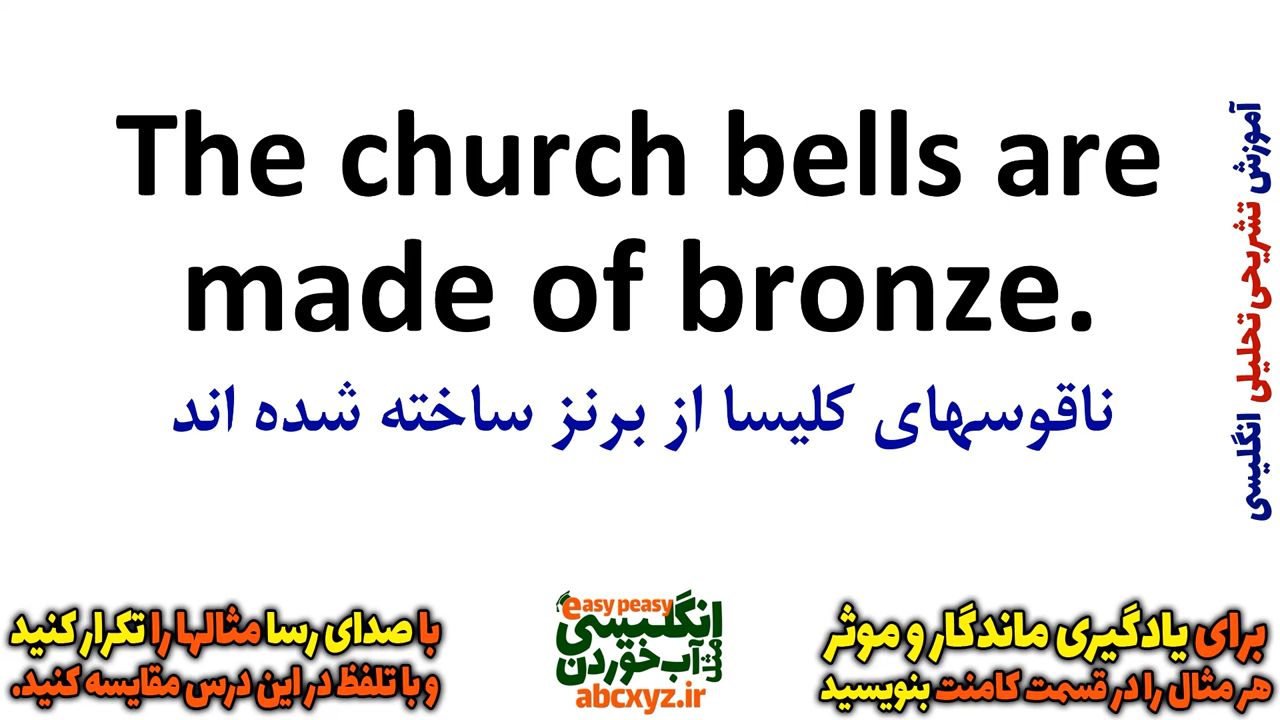 The church bells are
made of bronze.
ناقوسهای کلیسا از برنز ساخته شده اند
آموزش تشریحی تحلیلی انگلیسی
با صدای رسا مثالها را تکرار کنید
و با تلفظ در این درس مقایسه کنید.
easy peasy
انگلیسی
مثل آب خوردن
abcxyz.ir
برای یادگیری ماندگار و موثر
هر مثال را در قسمت کامنت بنویسید